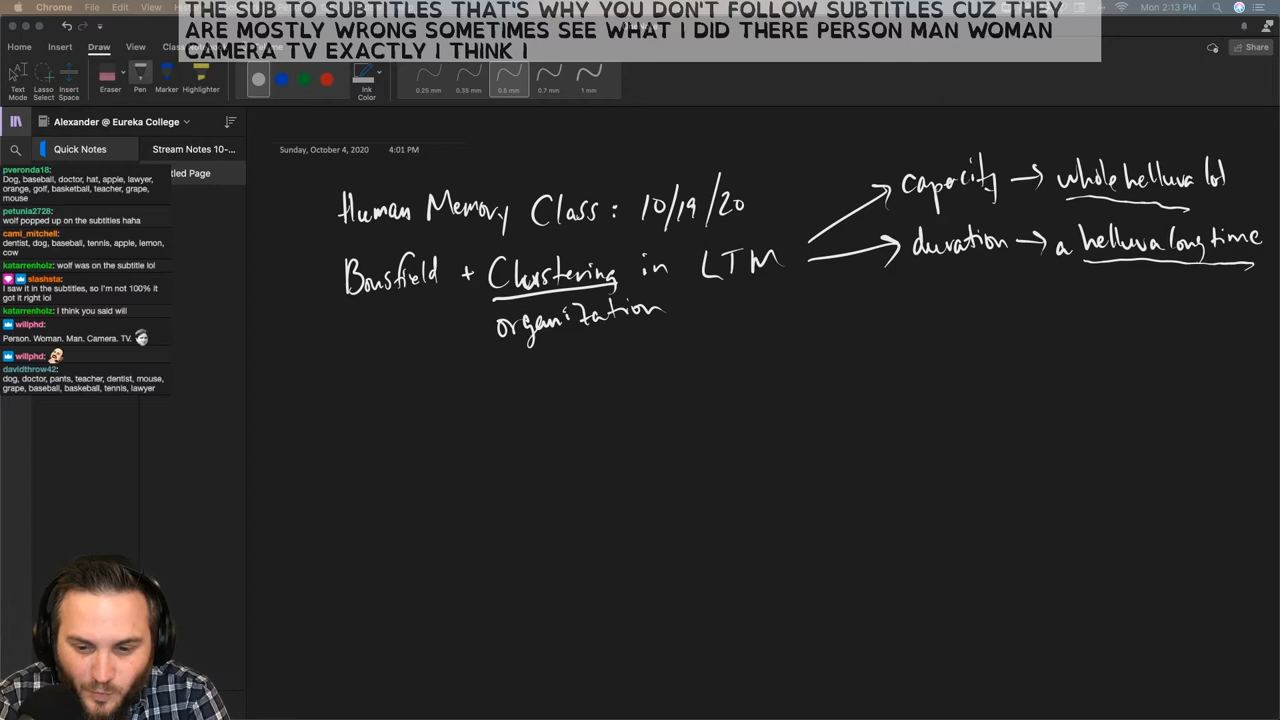 THE SUB TO SUBTITLES THAT'S WHY YOU DON'T FOLLOW SUBTITLES CUZ THEY
ARE MOSTLY WRONG SOMETIMES SEE WHAT I DID THERE PERSON MAN WOMAN
CAMERA TV EXACTLY I THINK I
Chrome File Edit View
Mon 2:13 PM
Home Insert Draw View
Share
Text Mode
Lasso Select
Insert Space
Eraser
Pen
Marker
Highlighter
Ink Color
0.25 mm
0.35 mm
0.5 mm
0.7 mm
1 mm
Alexander @ Eureka College
Quick Notes
Stream Notes 10-...
tled Page
Sunday, October 4, 2020 4:01 PM
pveronda18:
Dog, baseball, doctor, hat, apple, lawyer,
orange, golf, basketball, teacher, grape,
mouse
petunia2728:
wolf popped up on the subtities haha
cami_mitchell:
dentist, dog, baseball, tennis, apple, lemon,
cow
katarrenholz: wolf was on the subtitle lol
slashsta:
I saw it in the subtitles, so I'm not 100% it
got it right lol
katarrenholz: I think you said will
willphd:
Person. Woman. Man. Camera. TV.
willphd:
davidthrow42:
dog, doctor, pants, teacher, dentist, mouse,
grape, baseball, baskeball, tennis, lawyer
Human Memory Class: 10/19/20
Bousfield + Clustering in LTM
organization
capacity → whole helluva lot
duration → a helluva long time